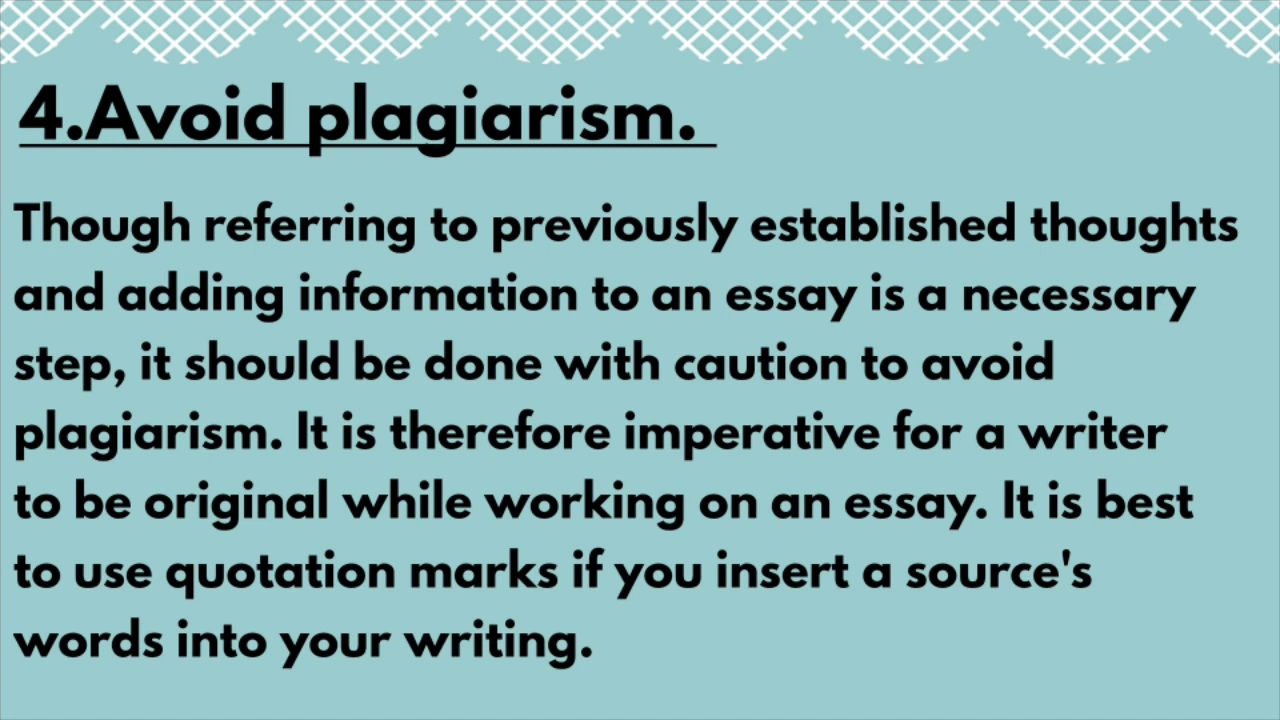 4.Avoid plagiarism.
Though referring to previously established thoughts
and adding information to an essay is a necessary
step, it should be done with caution to avoid
plagiarism. It is therefore imperative for a writer
to be original while working on an essay. It is best
to use quotation marks if you insert a source's
words into your writing.